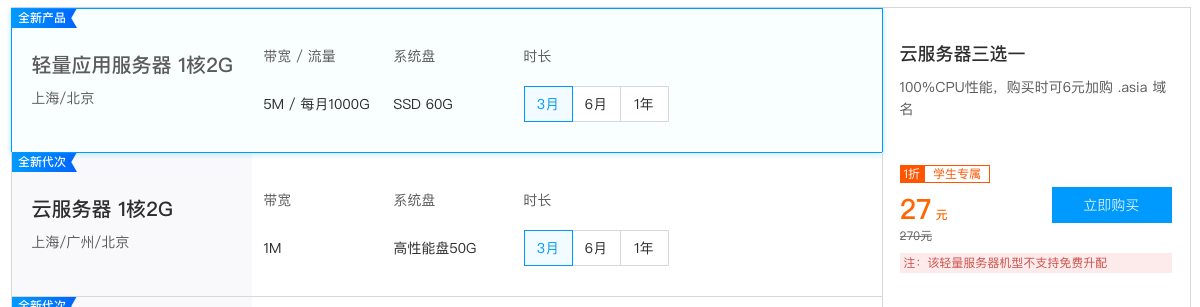 全新产品
轻量应用服务器 1核2G
上海/北京
带宽 / 流量
系统盘
时长
5M / 每月1000G
SSD 60G
3月
6月
1年
全新代次
云服务器 1核2G
上海/广州/北京
带宽
系统盘
时长
1M
高性能盘50G
3月
6月
1年
全新代次
云服务器三选一
100%CPU性能，购买时可6元加购 .asia 域
名
1折 学生专属
27 元
270元
立即购买
注：该轻量服务器机型不支持免费升配